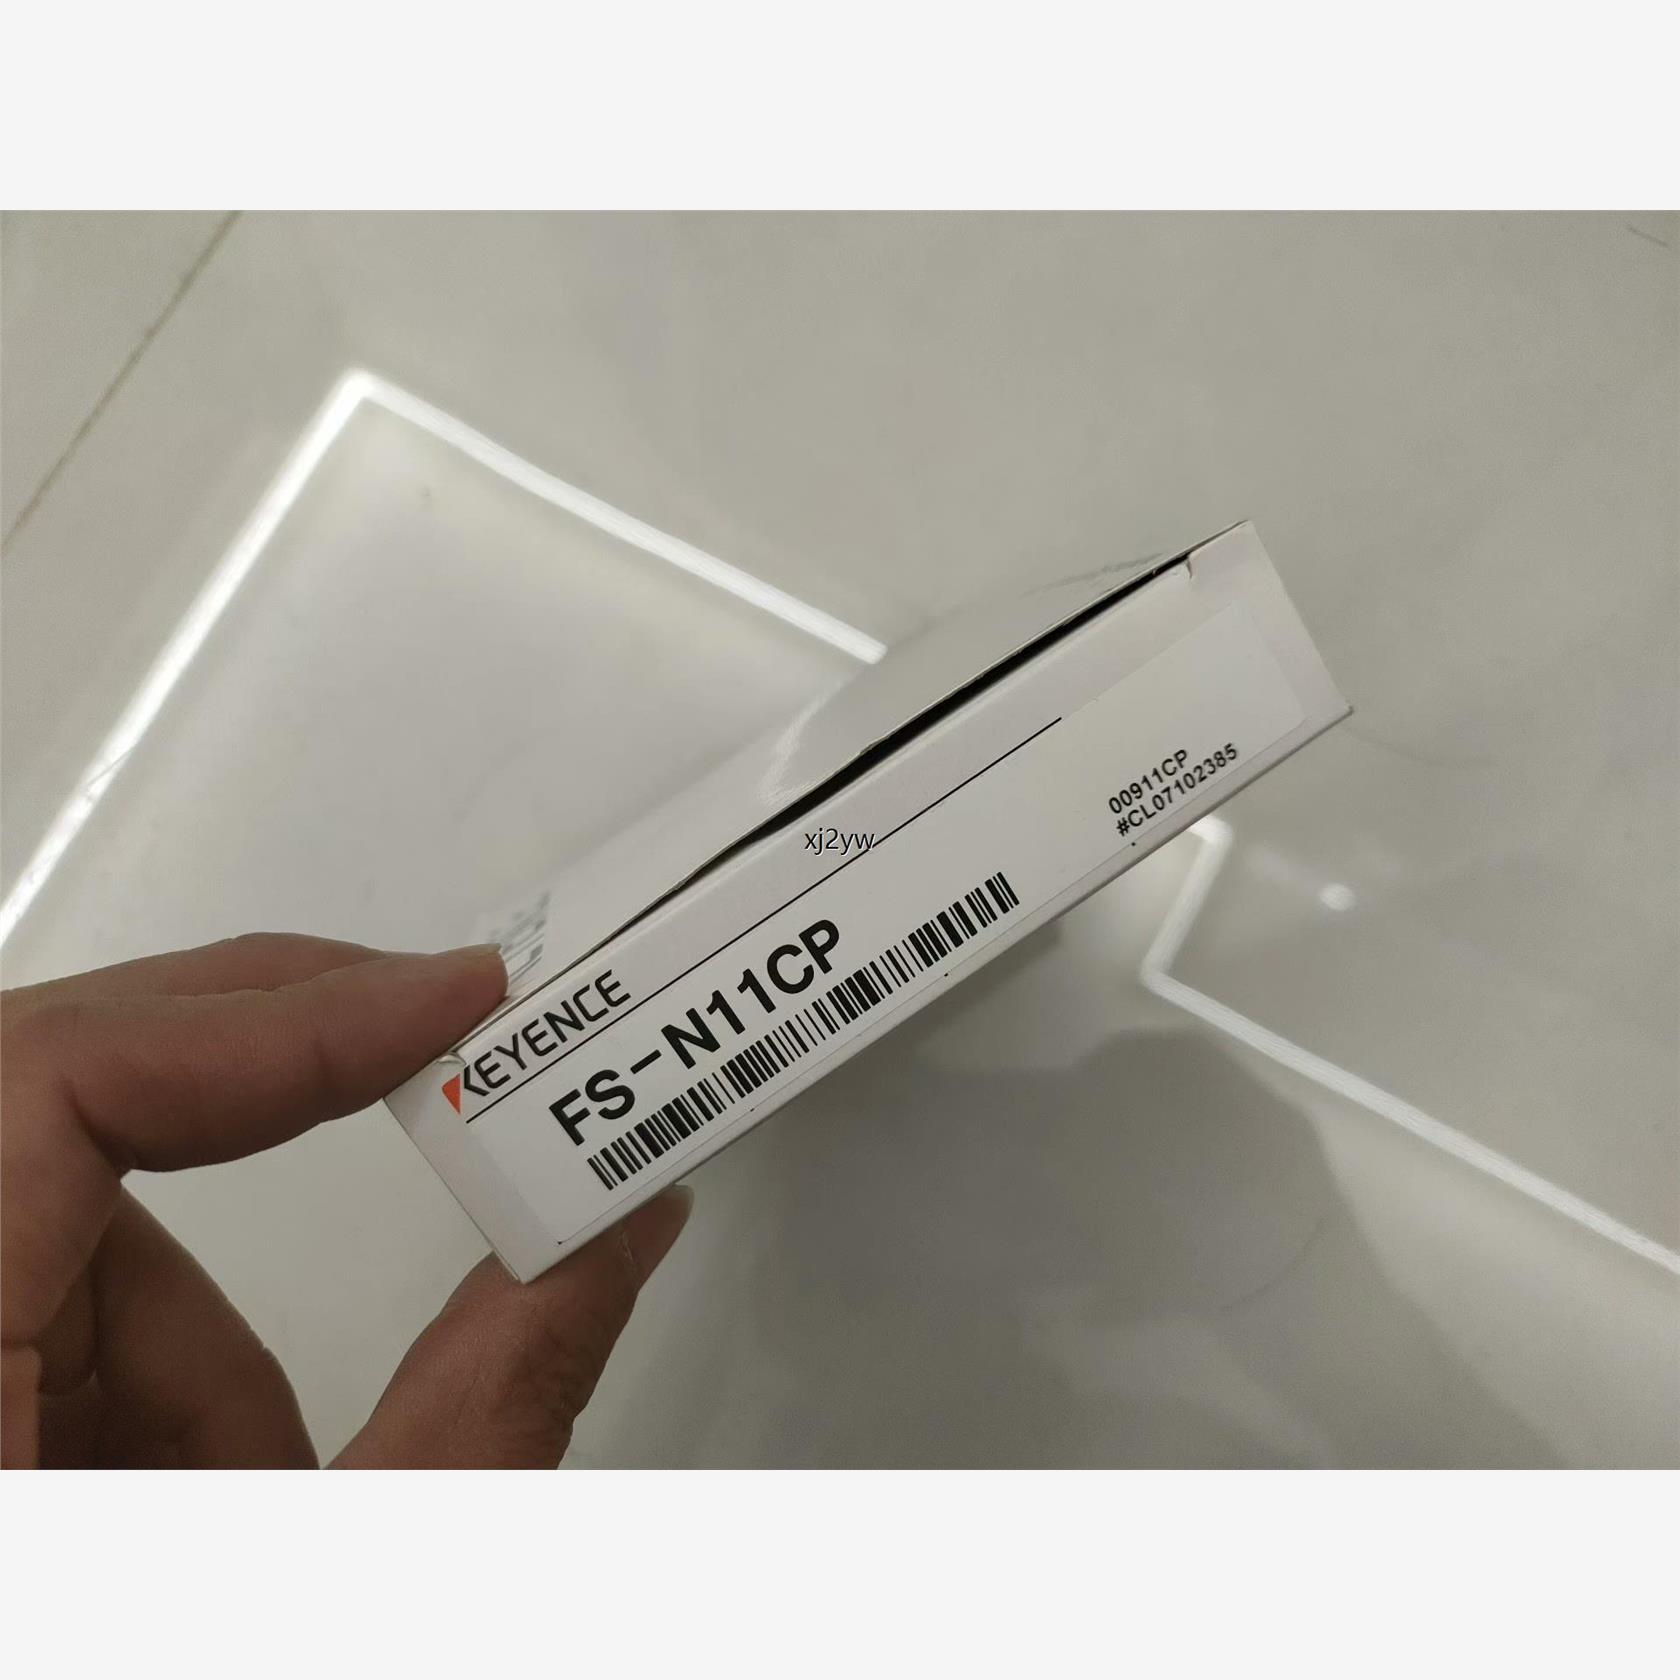 KEYENCE
FS-N11CP
00911CP
#CL07102385
xj2yw